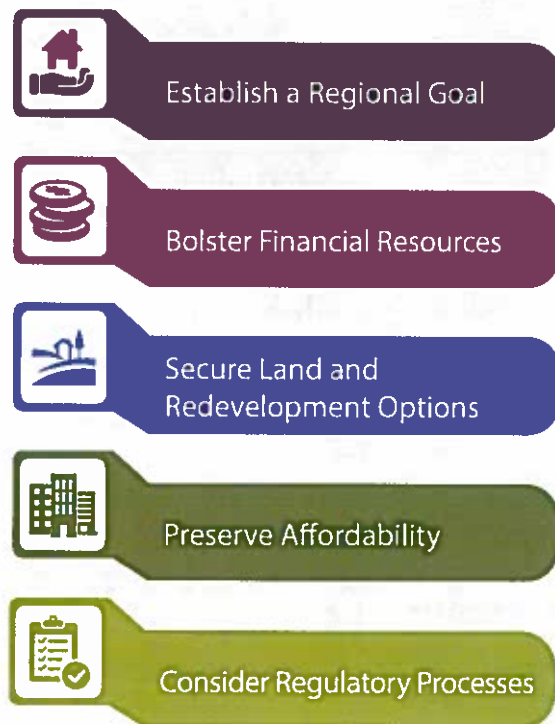 Establish a Regional Goal
Bolster Financial Resources
Secure Land and
Redevelopment Options
Preserve Affordability
Consider Regulatory Processes